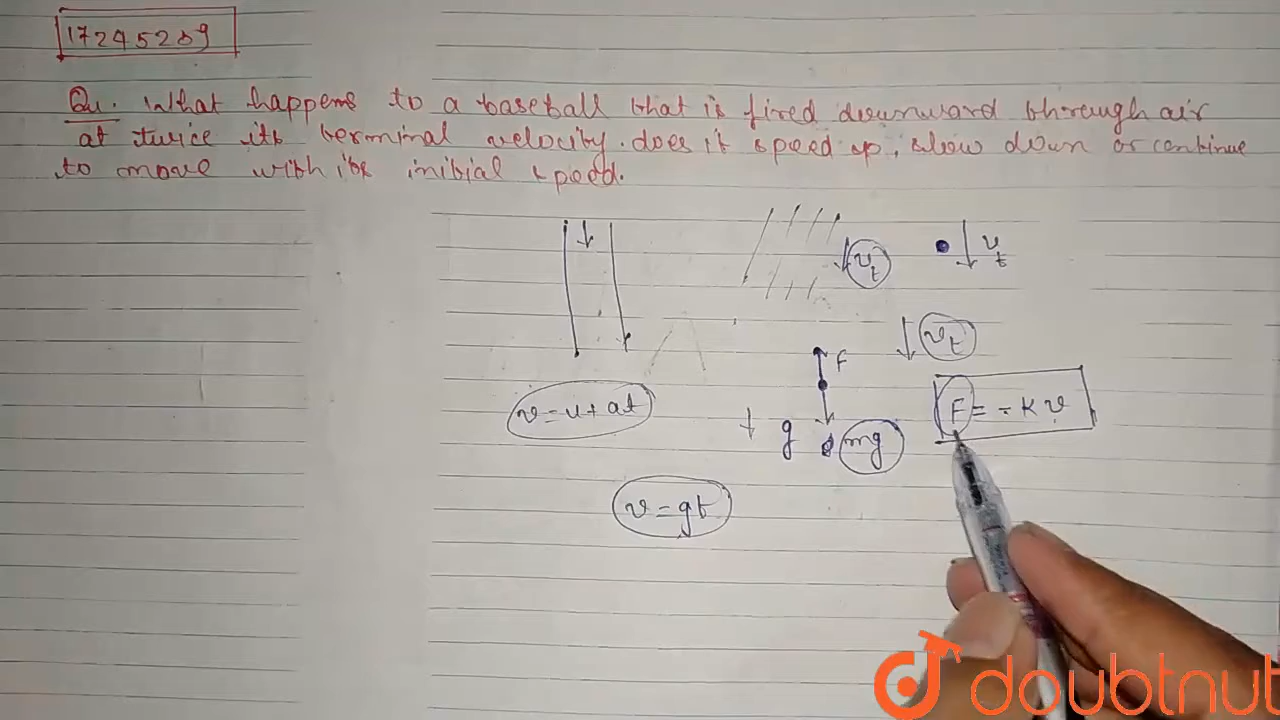 17245289
Qu. What happens to a baseball that is fired downward through air
at twice its terminal velocity. does it speed up, slow down or continue
to move with its initial speed.
v_t
v_t
F
v_t
v = u + at
g
mg
F = - K v
v = gt
doubtnut